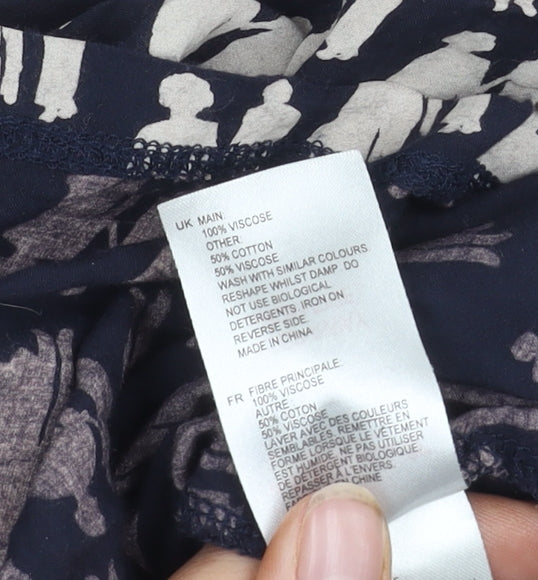 UK MAIN:
100% VISCOSE
OTHER:
50% COTTON
50% VISCOSE
WASH WITH SIMILAR COLOURS
RESHAPE WHILST DAMP DO
NOT USE BIOLOGICAL
DETERGENTS IRON ON
REVERSE SIDE
MADE IN CHINA
FR FIBRE PRINCIPALE:
100% VISCOSE
AUTRE:
50% COTON
50% VISCOSE
LAVER AVEC DES COULEURS
SEMBLABLES REMETTRE EN
FORME LORSQUE LE VÊTEMENT
EST HUMIDE. NE PAS UTILISER
DE DÉTERGENT BIOLOGIQUE.
REPASSER À L'ENVERS.
CHINE